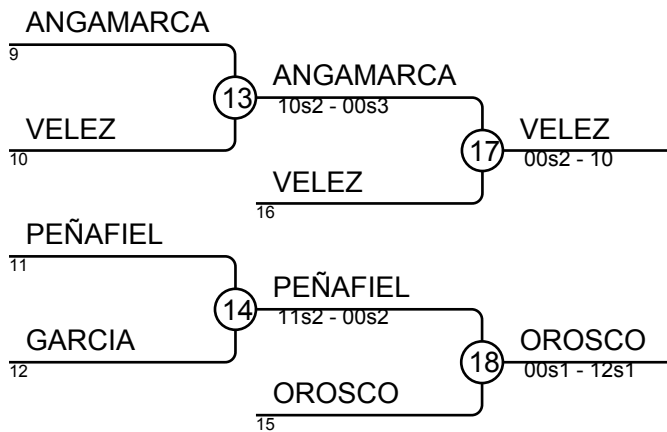 ANGAMARCA
9
13
ANGAMARCA
10s2 - 00s3
VELEZ
10
17
VELEZ
00s2 - 10
VELEZ
16
PEÑAFIEL
11
14
PEÑAFIEL
11s2 - 00s2
GARCIA
12
18
OROSCO
00s1 - 12s1
OROSCO
15